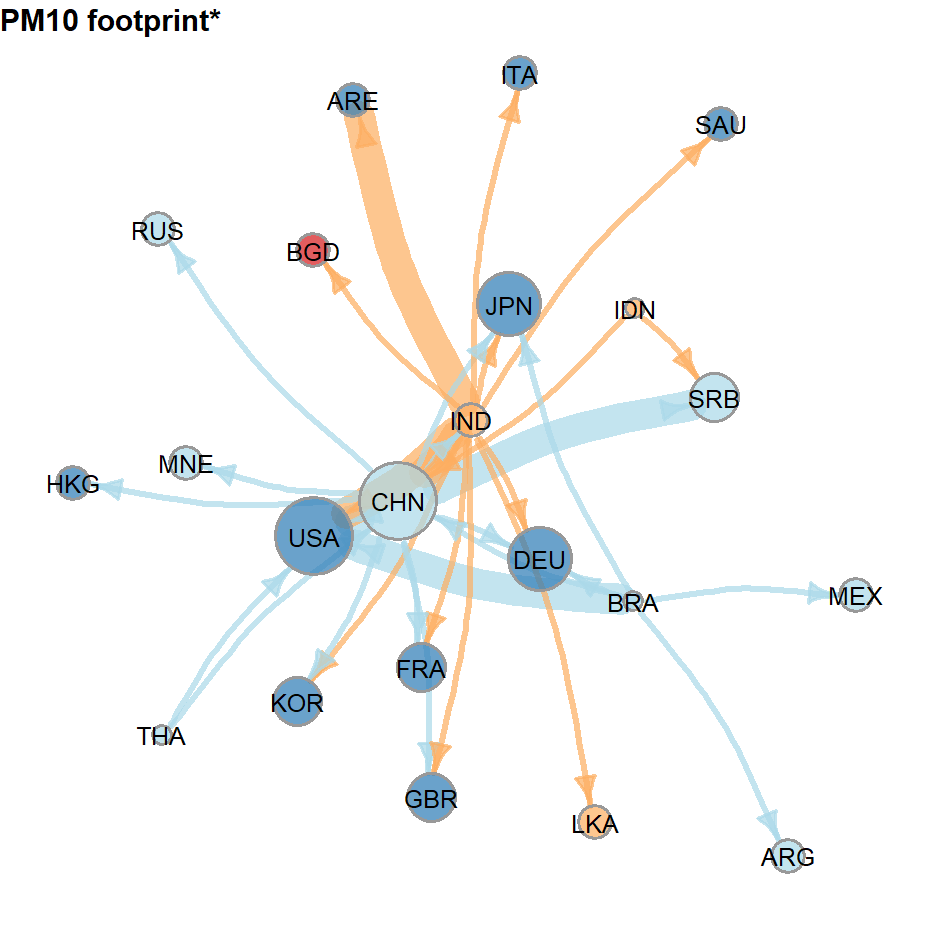 PM10 footprint*
ITA
ARE
SAU
RUS
BGD
JPN
IDN
SRB
IND
MNE
HKG
CHN
USA
DEU
BRA
MEX
FRA
KOR
THA
GBR
LKA
ARG